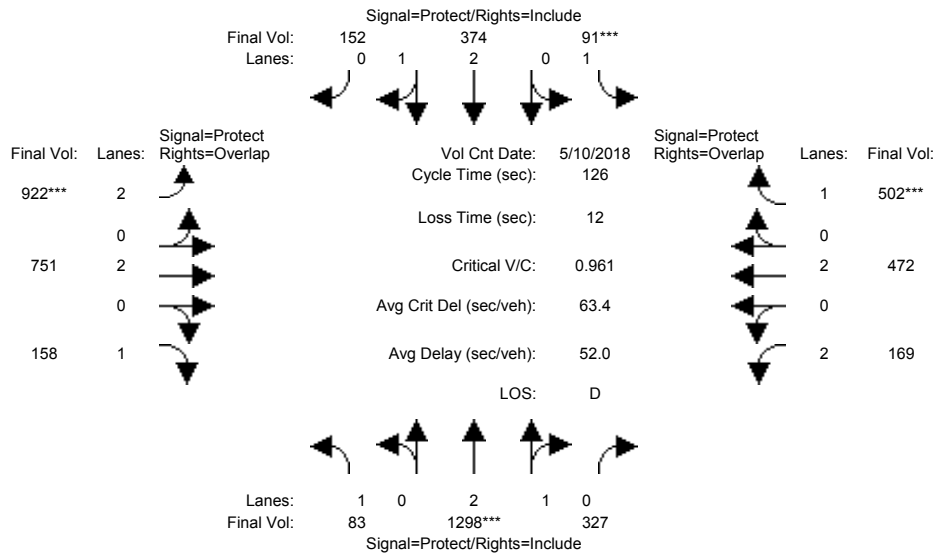 Signal=Protect/Rights=Include
Final Vol: 152 374 91***
Lanes: 0 1 2 0 1
Signal=Protect
Final Vol: Lanes: Rights=Overlap
Vol Cnt Date: 5/10/2018
Signal=Protect
Rights=Overlap Lanes: Final Vol:
Cycle Time (sec): 126
922*** 2
1 502***
Loss Time (sec): 12
0
0
751 2
Critical V/C: 0.961
2 472
0
Avg Crit Del (sec/veh): 63.4
0
158 1
Avg Delay (sec/veh): 52.0
2 169
LOS: D
Lanes: 1 0 2 1 0
Final Vol: 83 1298*** 327
Signal=Protect/Rights=Include